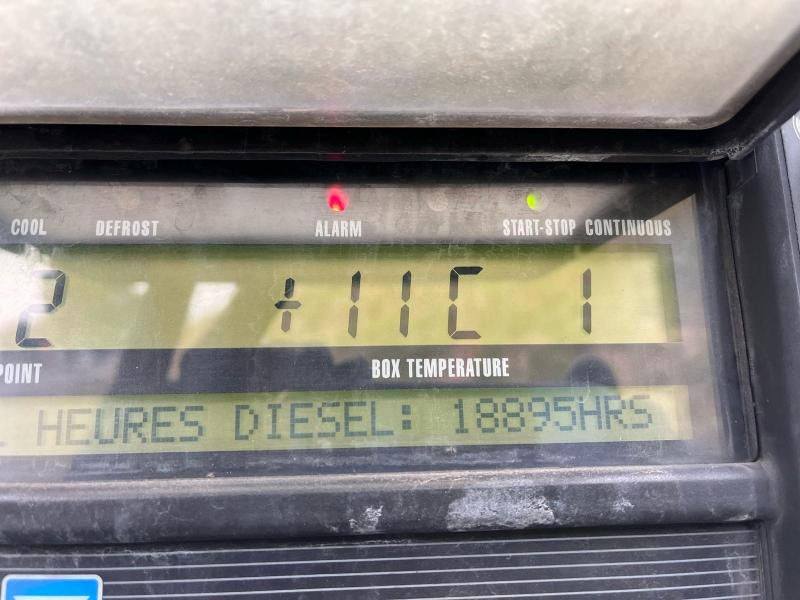 COOL DEFROST ALARM START-STOP CONTINUOUS
2 +11C 1
POINT BOX TEMPERATURE
HEURES DIESEL: 18895HRS